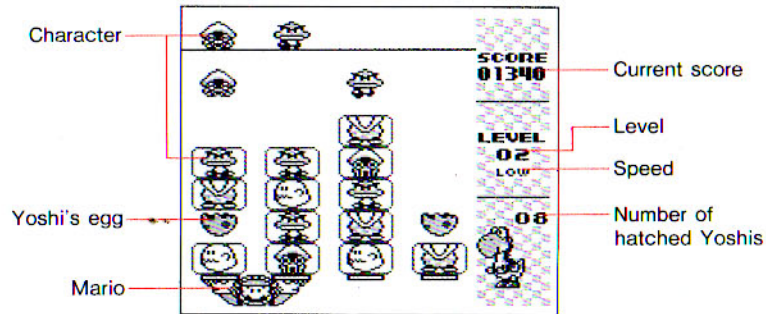 Character
SCORE
01340
Current score
LEVEL
Level
02
LOW
Speed
Yoshi's egg
08
Number of
hatched Yoshis
Mario